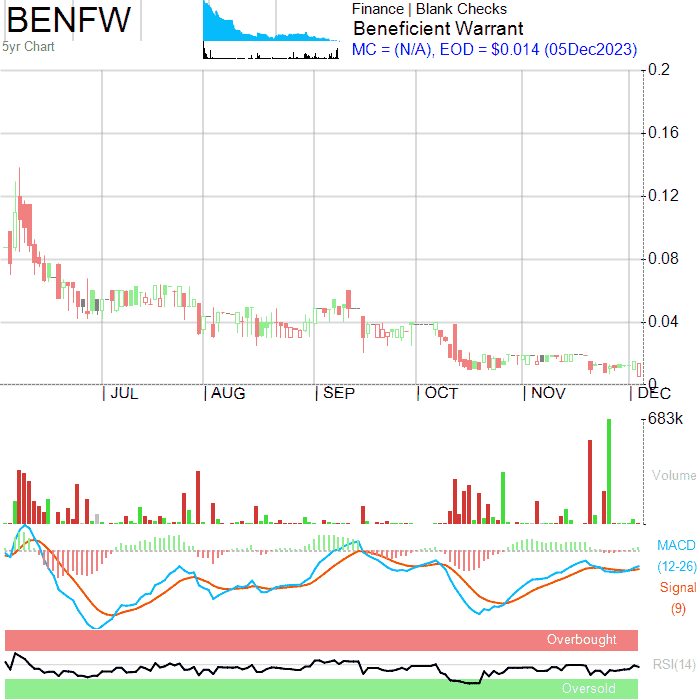 BENFW
5yr Chart
Finance | Blank Checks
Beneficient Warrant
MC = (N/A), EOD = $0.014 (05Dec2023)
0.2
0.16
0.12
0.08
0.04
0
JUL AUG SEP OCT NOV DEC
683k
Volume
MACD
(12-26)
Signal
(9)
Overbought
RSI(14)
Oversold